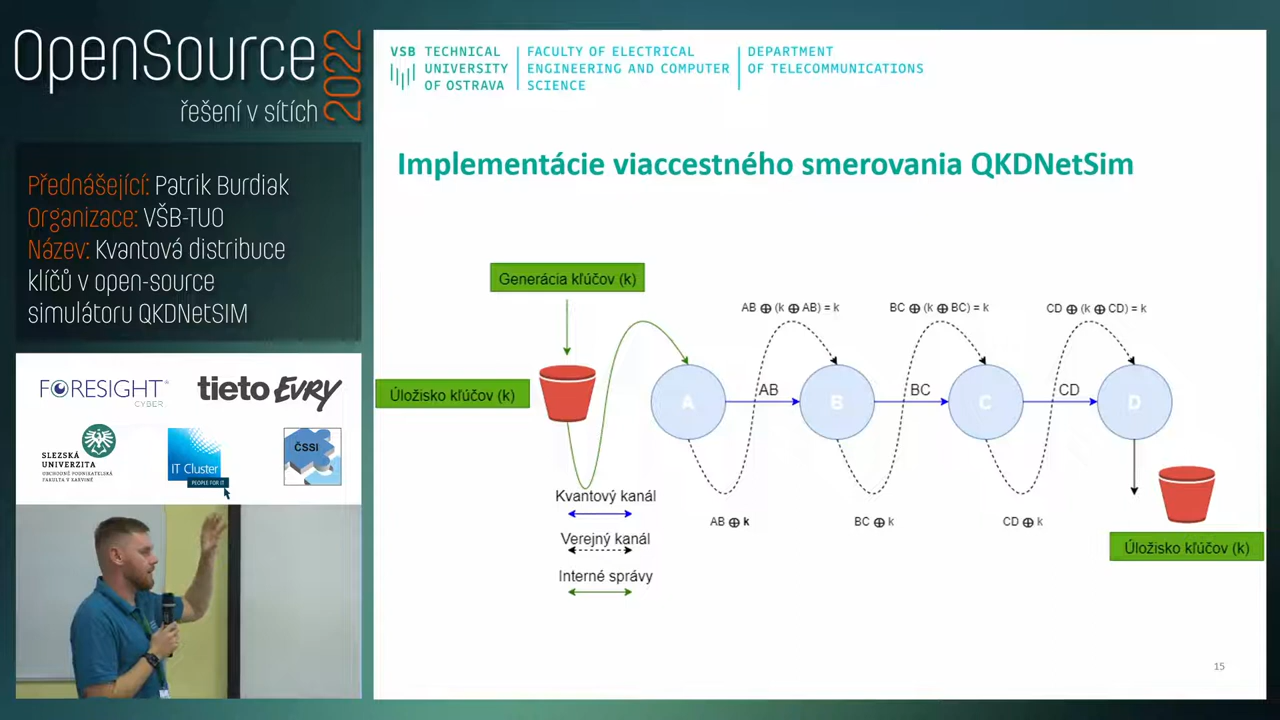 OpenSource
2022
řešení v sítích
Přednášející: Patrik Burdiak
Organizace: VŠB-TUO
Název: Kvantová distribuce
klíčů v open-source
simulátoru QKDNetSIM
FORESIGHT
CYBER
tieto EVRY
SLEZSKÁ
UNIVERZITA
OBCHODNĚ PODNIKATELSKÁ
FAKULTA V KARVINÉ
IT Cluster
PEOPLE FOR IT
ČSSI
VSB TECHNICAL
UNIVERSITY
OF OSTRAVA
FACULTY OF ELECTRICAL
ENGINEERING AND COMPUTER
SCIENCE
DEPARTMENT
OF TELECOMMUNICATIONS
Implementácie viaccestného smerovania QKDNetSim
Generácia kľúčov (k)
AB ⊕ (k ⊕ AB) = k
BC ⊕ (k ⊕ BC) = k
CD ⊕ (k ⊕ CD) = k
Úložisko kľúčov (k)
A
AB
B
BC
C
CD
D
Kvantový kanál
AB ⊕ k
BC ⊕ k
CD ⊕ k
Verejný kanál
Úložisko kľúčov (k)
Interné správy
15